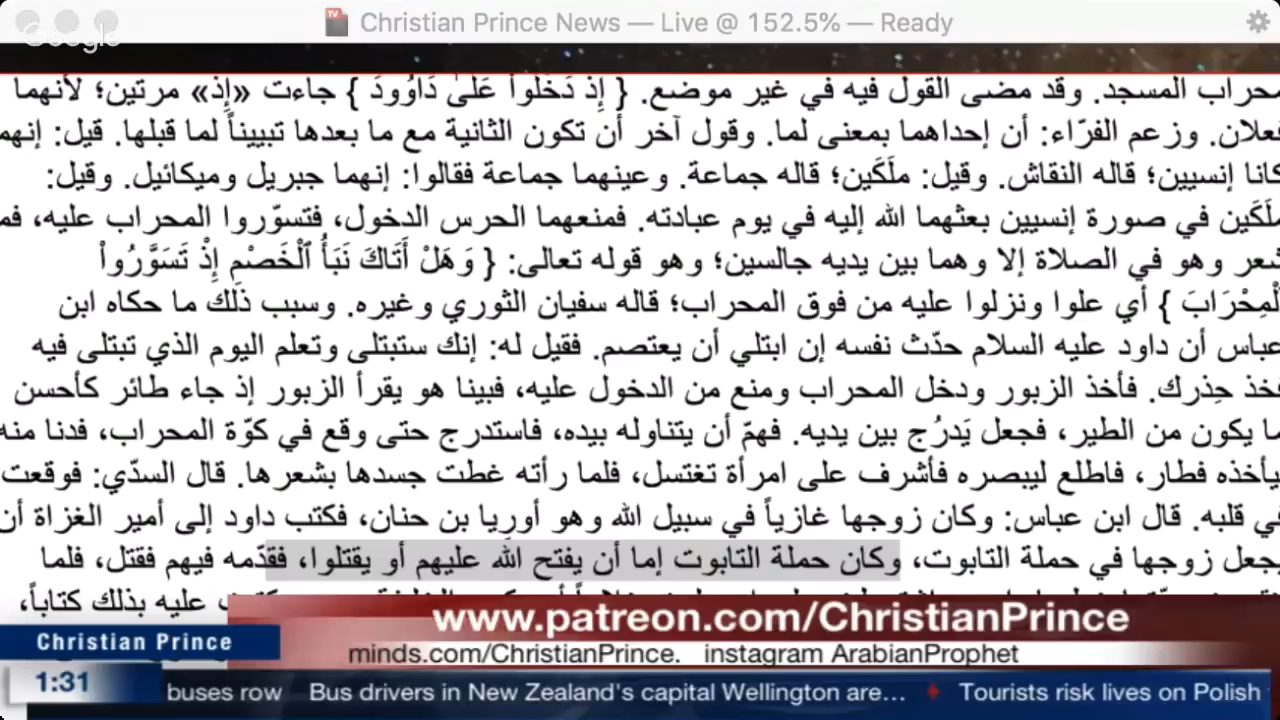 Christian Prince News — Live @ 152.5% — Ready
Google
محراب المسجد. وقد مضى القول فيه في غير موضع. { إِذْ دَخَلُواْ عَلَىٰ دَاوُودَ } جاءت «إذ» مرتين؛ لأنهما
فعلان. وزعم الفرّاء: أن إحداهما بمعنى لما. وقول آخر أن تكون الثانية مع ما بعدها تبييناً لما قبلها. قيل: إنهما
كانا إنسيين؛ قاله النقاش. وقيل: ملَكَين؛ قاله جماعة. وعينهما جماعة فقالوا: إنهما جبريل وميكائيل. وقيل:
ملَكَين في صورة إنسيين بعثهما الله إليه في يوم عبادته. فمنعهما الحرس الدخول، فتسوّروا المحراب عليه، فما
شعر وهو في الصلاة إلا وهما بين يديه جالسين؛ وهو قوله تعالى: { وَهَلْ أَتَاكَ نَبَأُ ٱلْخَصْمِ إِذْ تَسَوَّرُواْ
ٱلْمِحْرَابَ } أي علوا ونزلوا عليه من فوق المحراب؛ قاله سفيان الثوري وغيره. وسبب ذلك ما حكاه ابن
عباس أن داود عليه السلام حدّث نفسه إن ابتلي أن يعتصم. فقيل له: إنك ستبتلى وتعلم اليوم الذي تبتلى فيه
فخذ حِذرك. فأخذ الزبور ودخل المحراب ومنع من الدخول عليه، فبينا هو يقرأ الزبور إذ جاء طائر كأحسن
ما يكون من الطير، فجعل يَدرُج بين يديه. فهمّ أن يتناوله بيده، فاستدرج حتى وقع في كوّة المحراب، فدنا منه
ليأخذه فطار، فاطلع ليبصره فأشرف على امرأة تغتسل، فلما رأته غطت جسدها بشعرها. قال السدّي: فوقعت
في قلبه. قال ابن عباس: وكان زوجها غازياً في سبيل الله وهو أوريا بن حنان، فكتب داود إلى أمير الغزاة أن
يجعل زوجها في حملة التابوت، وكان حملة التابوت إما أن يفتح الله عليهم أو يقتلوا، فقدّمه فيهم فقتل، فلما
عليه بذلك كتاباً،
www.patreon.com/ChristianPrince
Christian Prince
minds.com/ChristianPrince. instagram ArabianProphet
1:31
buses row Bus drivers in New Zealand's capital Wellington are... Tourists risk lives on Polish